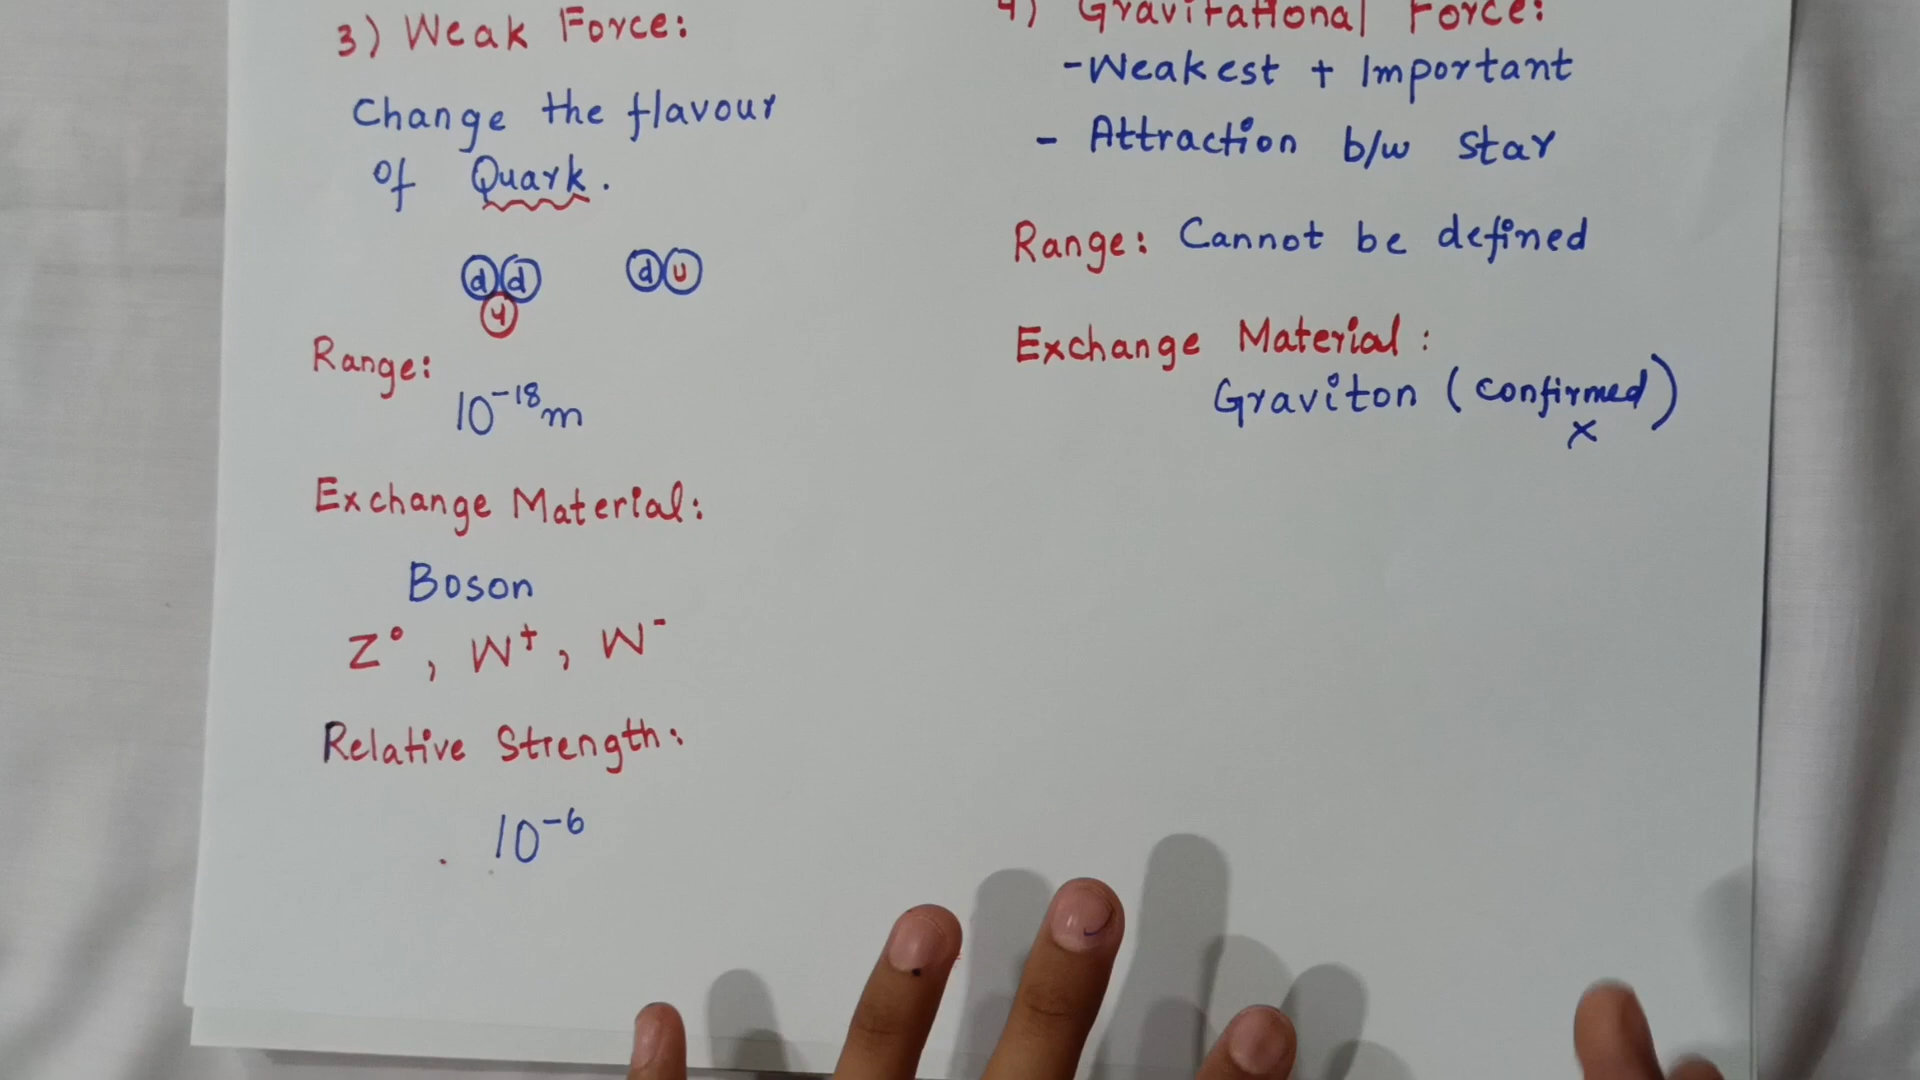 3) Weak Force:
Change the flavour
of Quark.
d d d u
u
Range:
10⁻¹⁸m
Exchange Material:
Boson
Z°, W⁺, W⁻
Relative Strength:
10⁻⁶
4) Gravitational Force:
-Weakest + Important
- Attraction b/w star
Range: Cannot be defined
Exchange Material:
Graviton (confirmed)
x